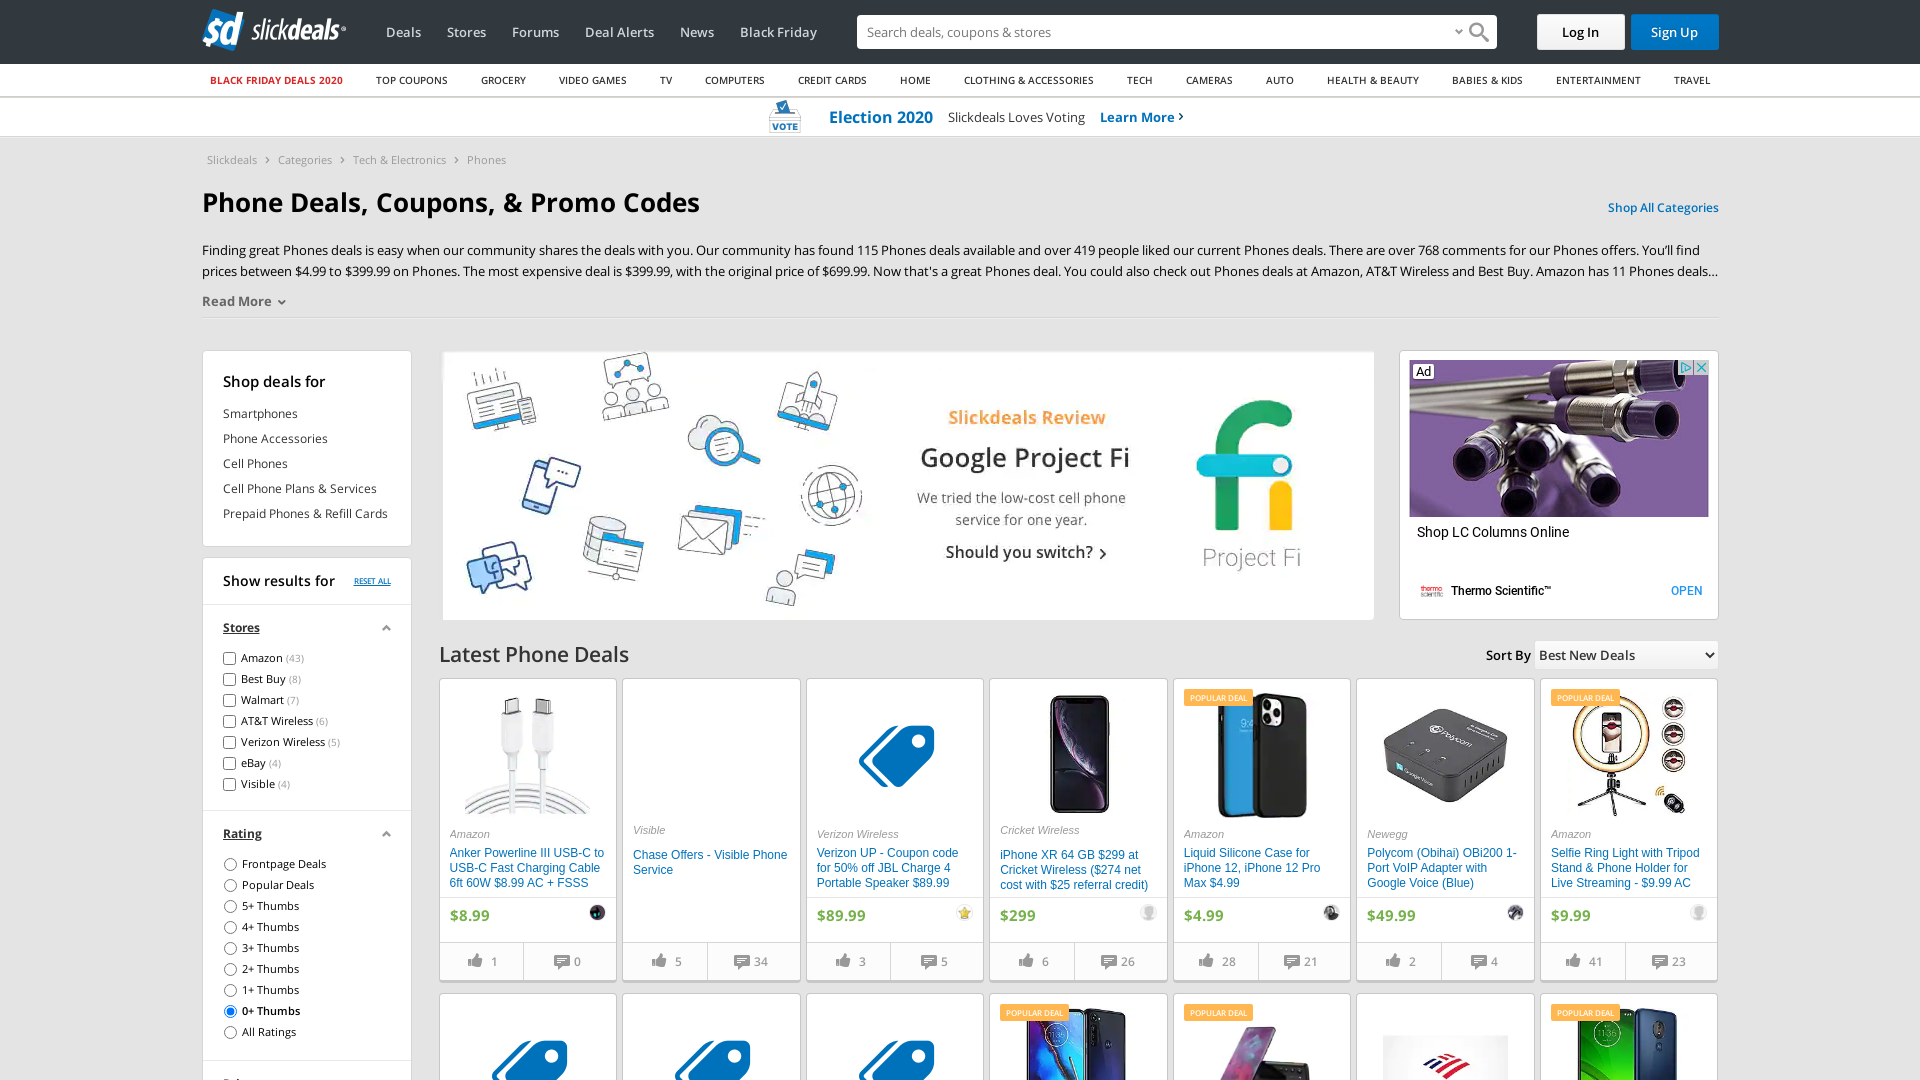 sd slickdeals
Deals
Stores
Forums
Deal Alerts
News
Black Friday
Search deals, coupons & stores
Log In
Sign Up
BLACK FRIDAY DEALS 2020
TOP COUPONS
GROCERY
VIDEO GAMES
TV
COMPUTERS
CREDIT CARDS
HOME
CLOTHING & ACCESSORIES
TECH
CAMERAS
AUTO
HEALTH & BEAUTY
BABIES & KIDS
ENTERTAINMENT
TRAVEL
VOTE
Election 2020 Slickdeals Loves Voting Learn More
Slickdeals > Categories > Tech & Electronics > Phones
Phone Deals, Coupons, & Promo Codes
Shop All Categories
Finding great Phones deals is easy when our community shares the deals with you. Our community has found 115 Phones deals available and over 419 people liked our current Phones deals. There are over 768 comments for our Phones offers. You'll find
prices between $4.99 to $399.99 on Phones. The most expensive deal is $399.99, with the original price of $699.99. Now that's a great Phones deal. You could also check out Phones deals at Amazon, AT&T Wireless and Best Buy. Amazon has 11 Phones deals...
Read More
Shop deals for
Smartphones
Phone Accessories
Cell Phones
Cell Phone Plans & Services
Prepaid Phones & Refill Cards
Show results for
RESET ALL
Stores
Amazon (43)
Best Buy (8)
Walmart (7)
AT&T Wireless (6)
Verizon Wireless (5)
eBay (4)
Visible (4)
Rating
Frontpage Deals
Popular Deals
5+ Thumbs
4+ Thumbs
3+ Thumbs
2+ Thumbs
1+ Thumbs
0+ Thumbs
All Ratings
Slickdeals Review
Google Project Fi
We tried the low-cost cell phone
service for one year.
Should you switch? >
Project Fi
Ad
Shop LC Columns Online
thermo scientific
Thermo Scientific™
OPEN
Latest Phone Deals
Sort By
Best New Deals
Amazon
Anker Powerline III USB-C to
USB-C Fast Charging Cable
6ft 60W $8.99 AC + FSSS
$8.99
1
0
Visible
Chase Offers - Visible Phone
Service
5
34
Verizon Wireless
Verizon UP - Coupon code
for 50% off JBL Charge 4
Portable Speaker $89.99
$89.99
3
5
Cricket Wireless
iPhone XR 64 GB $299 at
Cricket Wireless ($274 net
cost with $25 referral credit)
$299
6
26
POPULAR DEAL
Amazon
Liquid Silicone Case for
iPhone 12, iPhone 12 Pro
Max $4.99
$4.99
28
21
Polycom
Newegg
Polycom (Obihai) OBi200 1-
Port VoIP Adapter with
Google Voice (Blue)
$49.99
2
4
POPULAR DEAL
Amazon
Selfie Ring Light with Tripod
Stand & Phone Holder for
Live Streaming - $9.99 AC
$9.99
41
23
POPULAR DEAL
11:35
POPULAR DEAL
POPULAR DEAL
11:35